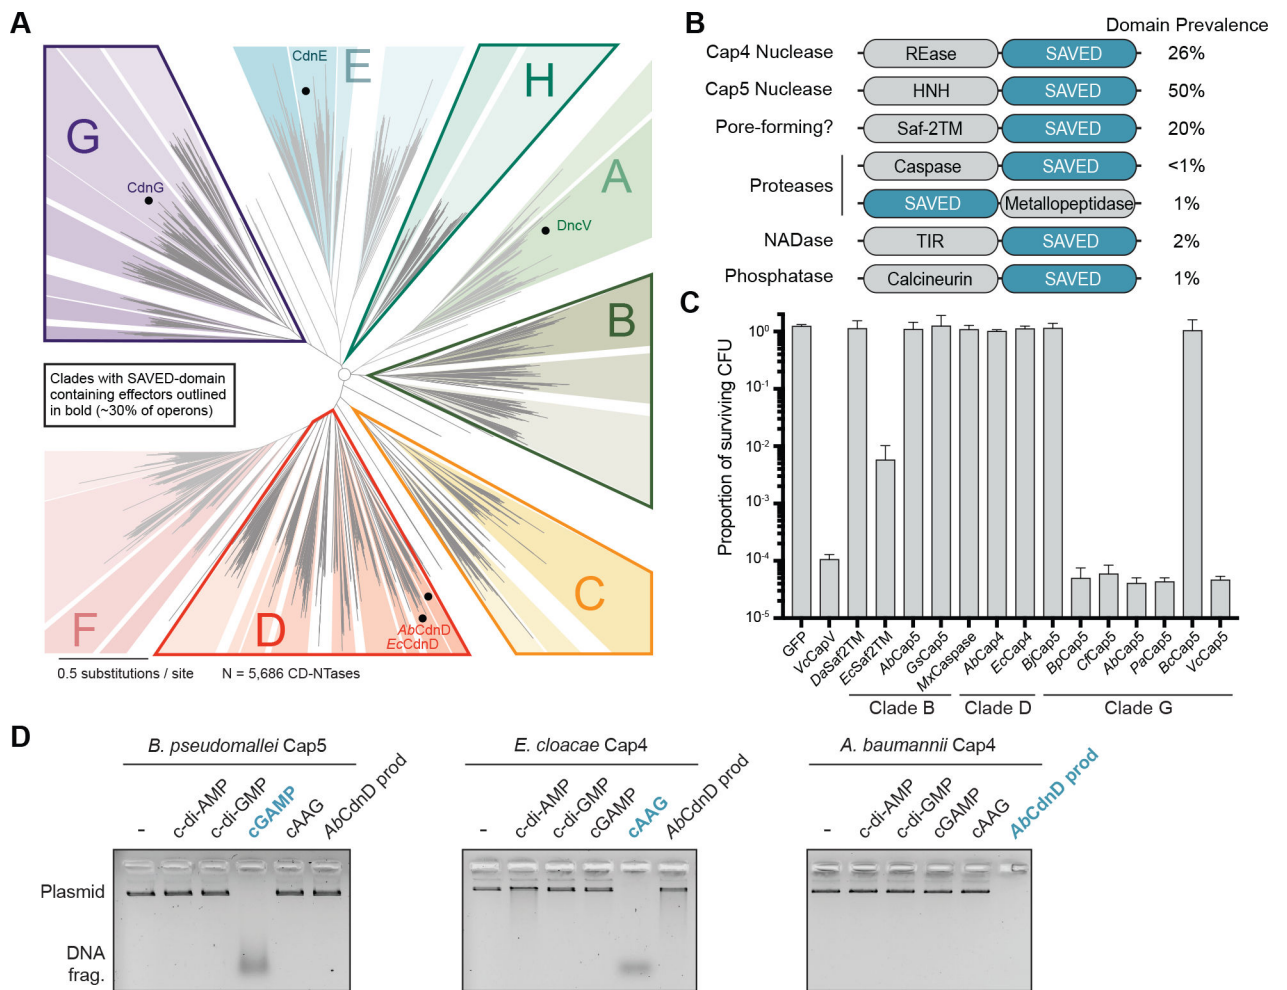 A
CdnE
E
H
G
A
CdnG
DncV
B
Clades with SAVED-domain
containing effectors outlined
in bold (~30% of operons)
F
D
C
AbCdnD
EcCdnD
0.5 substitutions / site
N = 5,686 CD-NTases
B
Domain Prevalence
Cap4 Nuclease REase SAVED 26%
Cap5 Nuclease HNH SAVED 50%
Pore-forming? Saf-2TM SAVED 20%
Proteases
Caspase SAVED <1%
SAVED Metallopeptidase 1%
NADase TIR SAVED 2%
Phosphatase Calcineurin SAVED 1%
C
Proportion of surviving CFU
10⁰
10⁻¹
10⁻²
10⁻³
10⁻⁴
10⁻⁵
GFP
VcCapV
DaSaf2TM
EcSaf2TM
AbCap5
GsCap5
MxCaspase
AbCap4
EcCap4
BjCap5
BpCap5
CfCap5
AbCap5
PaCap5
BcCap5
VcCap5
Clade B
Clade D
Clade G
D
B. pseudomallei Cap5
-
c-di-AMP
c-di-GMP
cGAMP
cAAG
AbCdnD prod
Plasmid
DNA
frag.
E. cloacae Cap4
-
c-di-AMP
c-di-GMP
cGAMP
cAAG
AbCdnD prod
A. baumannii Cap4
-
c-di-AMP
c-di-GMP
cGAMP
cAAG
AbCdnD prod